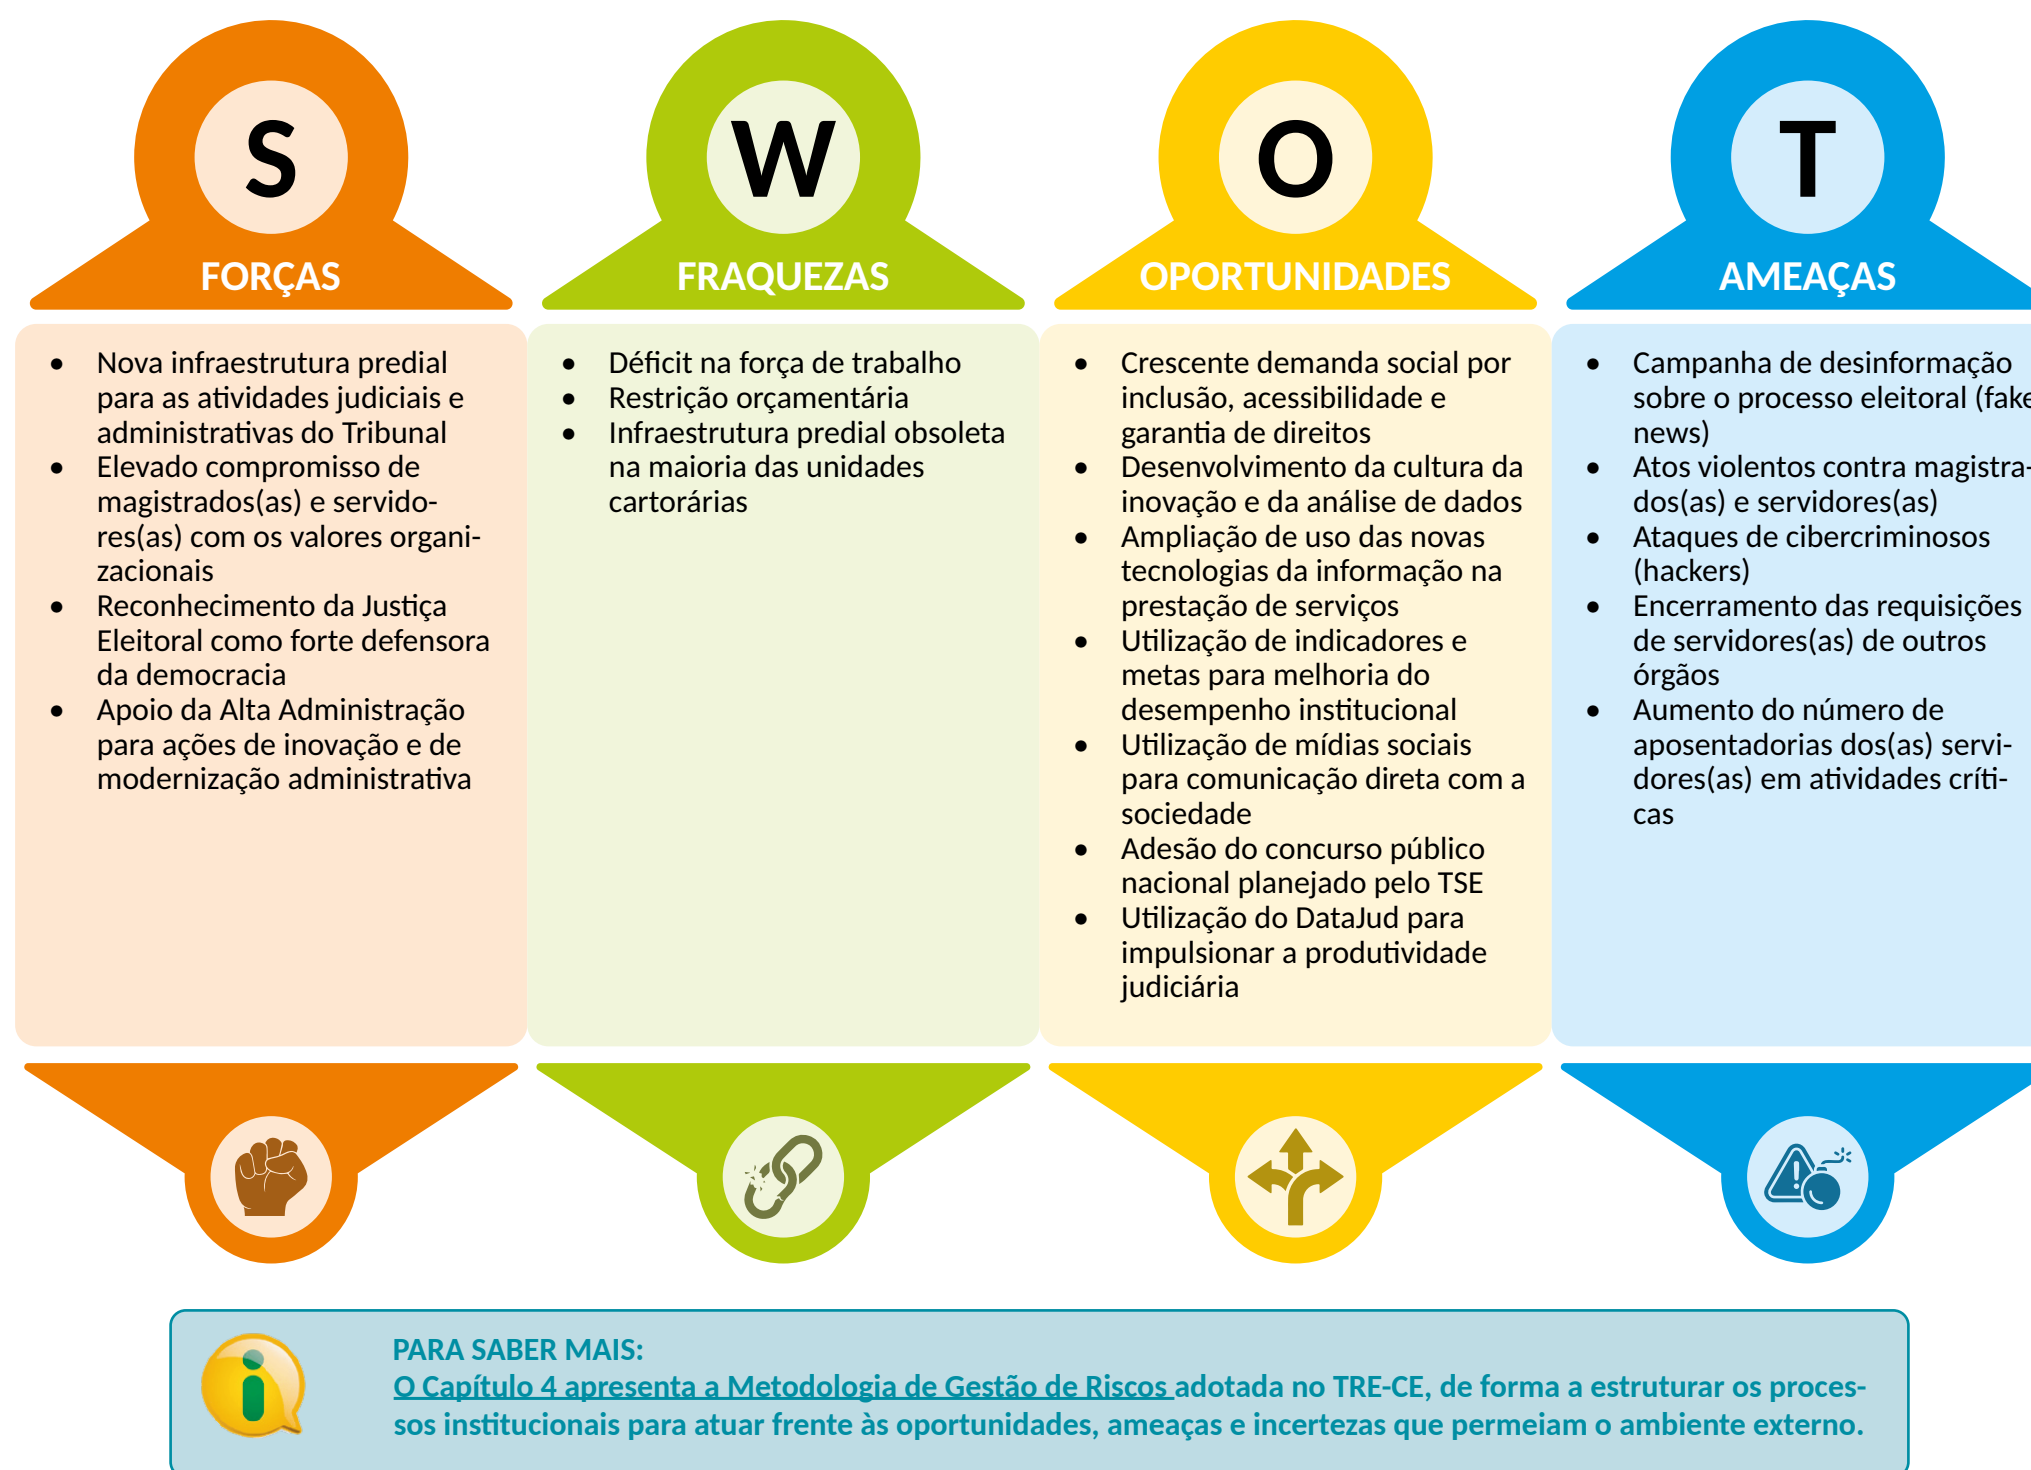 S
FORÇAS
• Nova infraestrutura predial
para as atividades judiciais e
administrativas do Tribunal
• Elevado compromisso de
magistrados(as) e servido-
res(as) com os valores organi-
zacionais
• Reconhecimento da Justiça
Eleitoral como forte defensora
da democracia
• Apoio da Alta Administração
para ações de inovação e de
modernização administrativa
W
FRAQUEZAS
• Déficit na força de trabalho
• Restrição orçamentária
• Infraestrutura predial obsoleta
na maioria das unidades
cartorárias
O
OPORTUNIDADES
• Crescente demanda social por
inclusão, acessibilidade e
garantia de direitos
• Desenvolvimento da cultura da
inovação e da análise de dados
• Ampliação de uso das novas
tecnologias da informação na
prestação de serviços
• Utilização de indicadores e
metas para melhoria do
desempenho institucional
• Utilização de mídias sociais
para comunicação direta com a
sociedade
• Adesão do concurso público
nacional planejado pelo TSE
• Utilização do DataJud para
impulsionar a produtividade
judiciária
T
AMEAÇAS
• Campanha de desinformação
sobre o processo eleitoral (fake
news)
• Atos violentos contra magistra-
dos(as) e servidores(as)
• Ataques de cibercriminosos
(hackers)
• Encerramento das requisições
de servidores(as) de outros
órgãos
• Aumento do número de
aposentadorias dos(as) servi-
dores(as) em atividades críti-
cas
PARA SABER MAIS:
O Capítulo 4 apresenta a Metodologia de Gestão de Riscos adotada no TRE-CE, de forma a estruturar os proces-
sos institucionais para atuar frente às oportunidades, ameaças e incertezas que permeiam o ambiente externo.